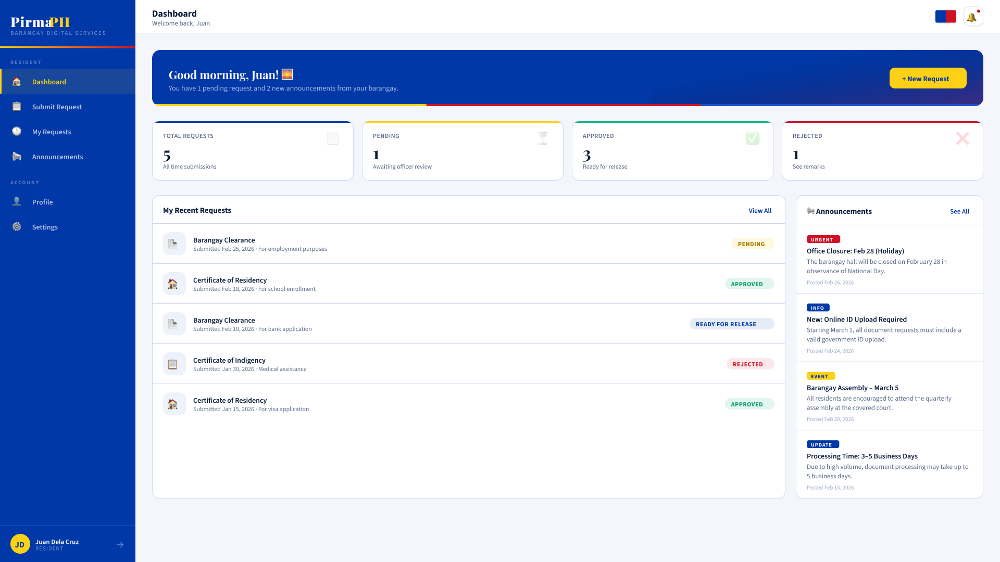 PirmaPH
BARANGAY DIGITAL SERVICES
RESIDENT
Dashboard
Submit Request
My Requests
Announcements
ACCOUNT
Profile
Settings
JD
Juan Dela Cruz
RESIDENT
Dashboard
Welcome back, Juan
Good morning, Juan!
You have 1 pending request and 2 new announcements from your barangay.
+ New Request
TOTAL REQUESTS
5
All time submissions
PENDING
1
Awaiting officer review
APPROVED
3
Ready for release
REJECTED
1
See remarks
My Recent Requests
View All
Barangay Clearance
Submitted Feb 25, 2026 · For employment purposes
PENDING
Certificate of Residency
Submitted Feb 18, 2026 · For school enrollment
APPROVED
Barangay Clearance
Submitted Feb 10, 2026 · For bank application
READY FOR RELEASE
Certificate of Indigency
Submitted Jan 30, 2026 · Medical assistance
REJECTED
Certificate of Residency
Submitted Jan 15, 2026 · For visa application
APPROVED
Announcements
See All
URGENT
Office Closure: Feb 28 (Holiday)
The barangay hall will be closed on February 28 in
observance of National Day.
Posted Feb 26, 2026
INFO
New: Online ID Upload Required
Starting March 1, all document requests must include a
valid government ID upload.
Posted Feb 24, 2026
EVENT
Barangay Assembly – March 5
All residents are encouraged to attend the quarterly
assembly at the covered court.
Posted Feb 20, 2026
UPDATE
Processing Time: 3–5 Business Days
Due to high volume, document processing may take up to
5 business days.
Posted Feb 18, 2026